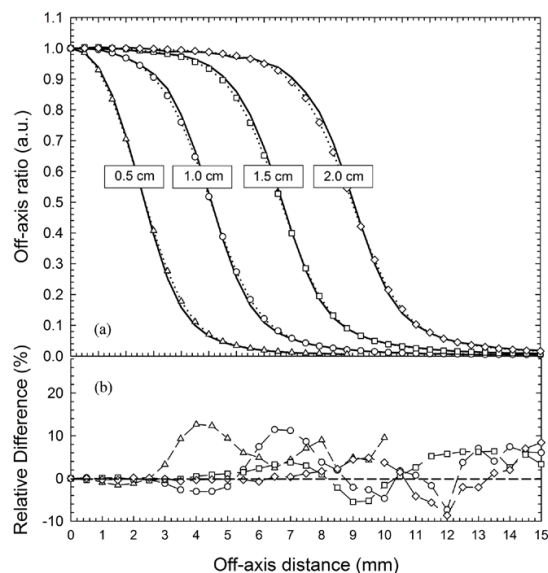 1.1
1.0
0.9
0.8
0.7
0.6
0.5
0.4
0.3
0.2
0.1
0.0
Off-axis ratio (a.u.)
0.5 cm
1.0 cm
1.5 cm
2.0 cm
(a)
20
10
0
-10
Relative Difference (%)
(b)
0 1 2 3 4 5 6 7 8 9 10 11 12 13 14 15
Off-axis distance (mm)